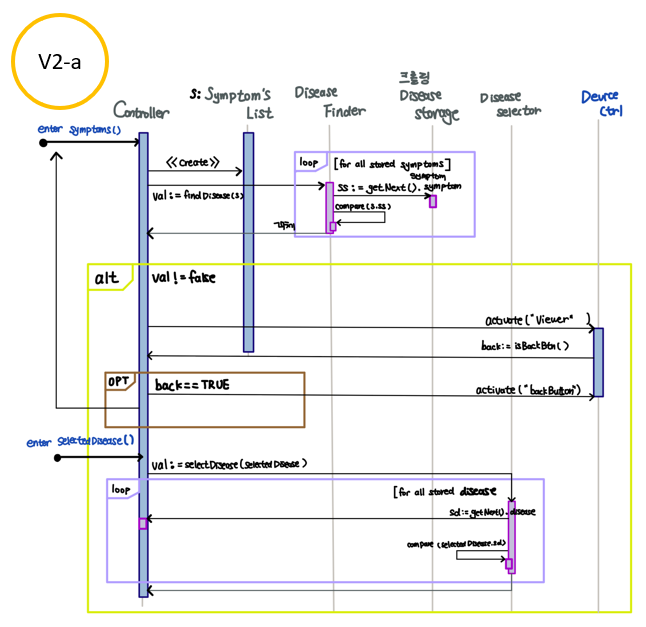 V2-a
Controller
S: Symptom's
List
Disease
Finder
크롤링
Disease
storage
Disease
selector
Device
Ctrl
enter Symptoms()
《Create》
loop
[for all stored symptoms]
symptom
val := findDisease(s)
ss := getNext(). symptom
compare(s.ss)
alt
val != false
activate("Viewer" )
back := isBackBtn()
OPT
back == TRUE
activate("backButton")
enter SelectedDisease()
val := selectDisease(selectedDisease)
loop
[for all stored disease
sd := getNext().disease
compare(selectedDisease.sd)